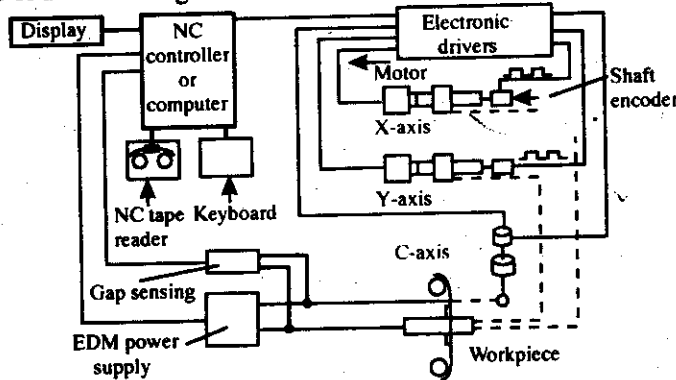 Display
NC
controller
or
computer
Electronic
drivers
Motor
Shaft
encoder
X-axis
Y-axis
NC tape
reader
Keyboard
C-axis
Gap sensing
EDM power
supply
Workpiece